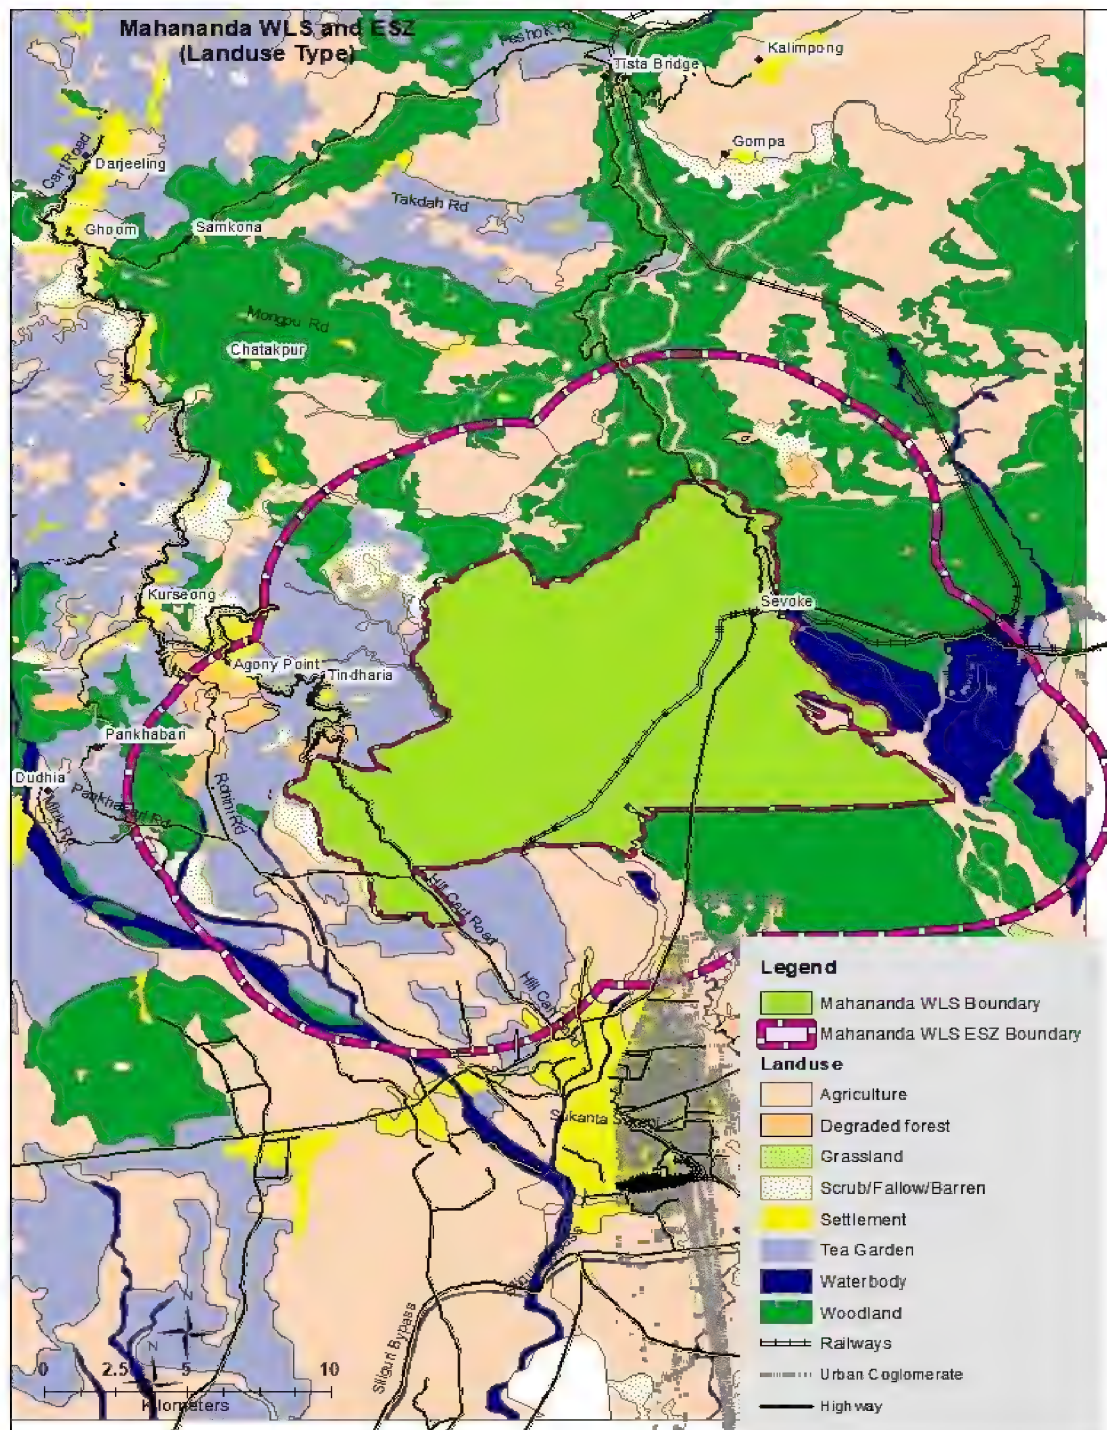 Mahananda WLS and ESZ
(Landuse Type)
Peshok Rd
Kalimpong
Tista Bridge
Gompa
Cart Road
Darjeeling
Takdah Rd
Ghoom
Samkona
Mongpu Rd
Chatakpur
Kurseong
Sevoke
Agony Point
Tindharia
Pankhabari
Dudhia
Mirik Rd
Pankhabari Rd
Rohini Rd
Hill Cart Road
Hill Car
Sukanta
Siliguri Bypass
N
N
0 2.5 5 10
Kilometers
Legend
Mahananda WLS Boundary
Mahananda WLS ESZ Boundary
Landuse
Agriculture
Degraded forest
Grassland
Scrub/Fallow/Barren
Settlement
Tea Garden
Waterbody
Woodland
Railways
Urban Coglomerate
Highway